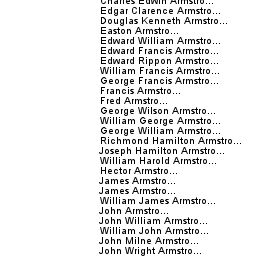 Charles Edwin Armstro...
Edgar Clarence Armstro...
Douglas Kenneth Armstro...
Easton Armstro...
Edward William Armstro...
Edward Francis Armstro...
Edward Rippon Armstro...
William Francis Armstro...
George Francis Armstro...
Francis Armstro...
Fred Armstro...
George Wilson Armstro...
William George Armstro...
George William Armstro...
Richmond Hamilton Armstro...
Joseph Hamilton Armstro...
William Harold Armstro...
Hector Armstro...
James Armstro...
James Armstro...
William James Armstro...
John Armstro...
John William Armstro...
William John Armstro...
John Milne Armstro...
John Wright Armstro...